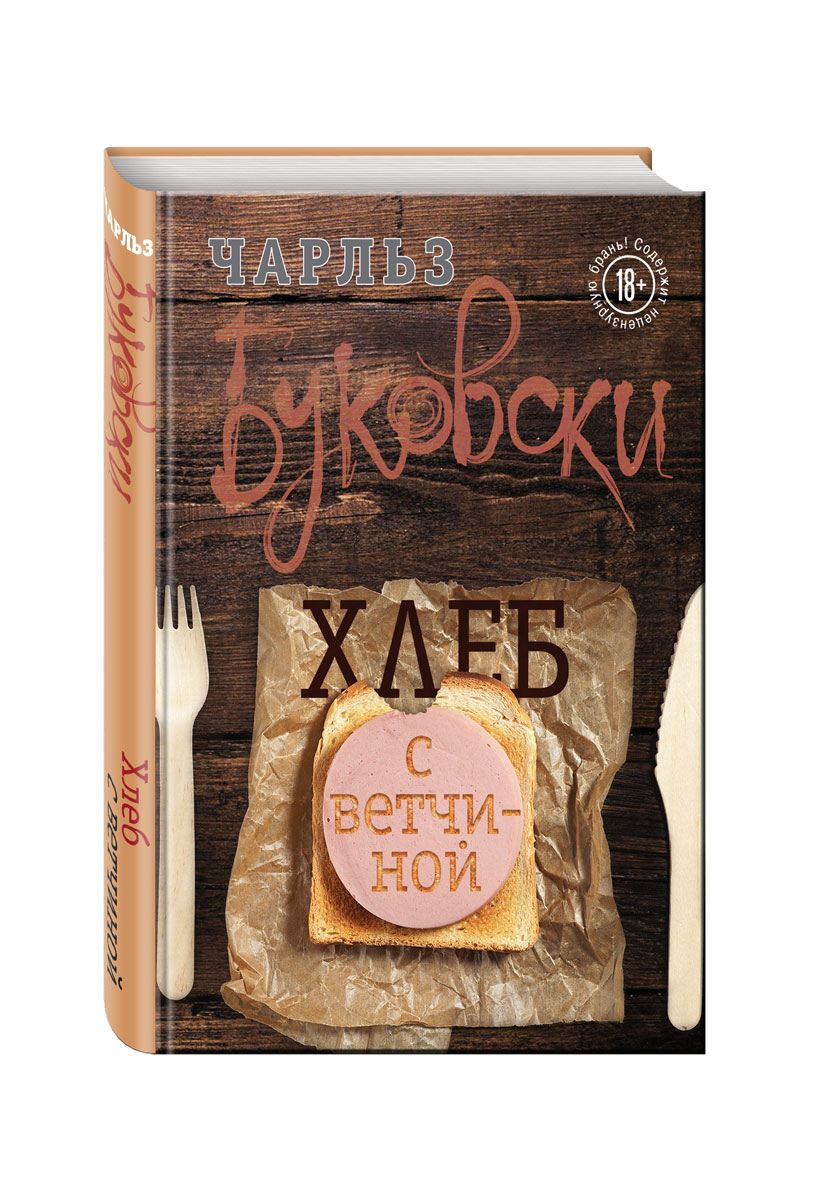 ЧАРЛЬЗ
Буковски
Содержит нецензурную брань!
18+
ХЛЕБ
с
ветчи-
ной
ЧАРЛЬЗ
Буковски
Хлеб
с ветчиной